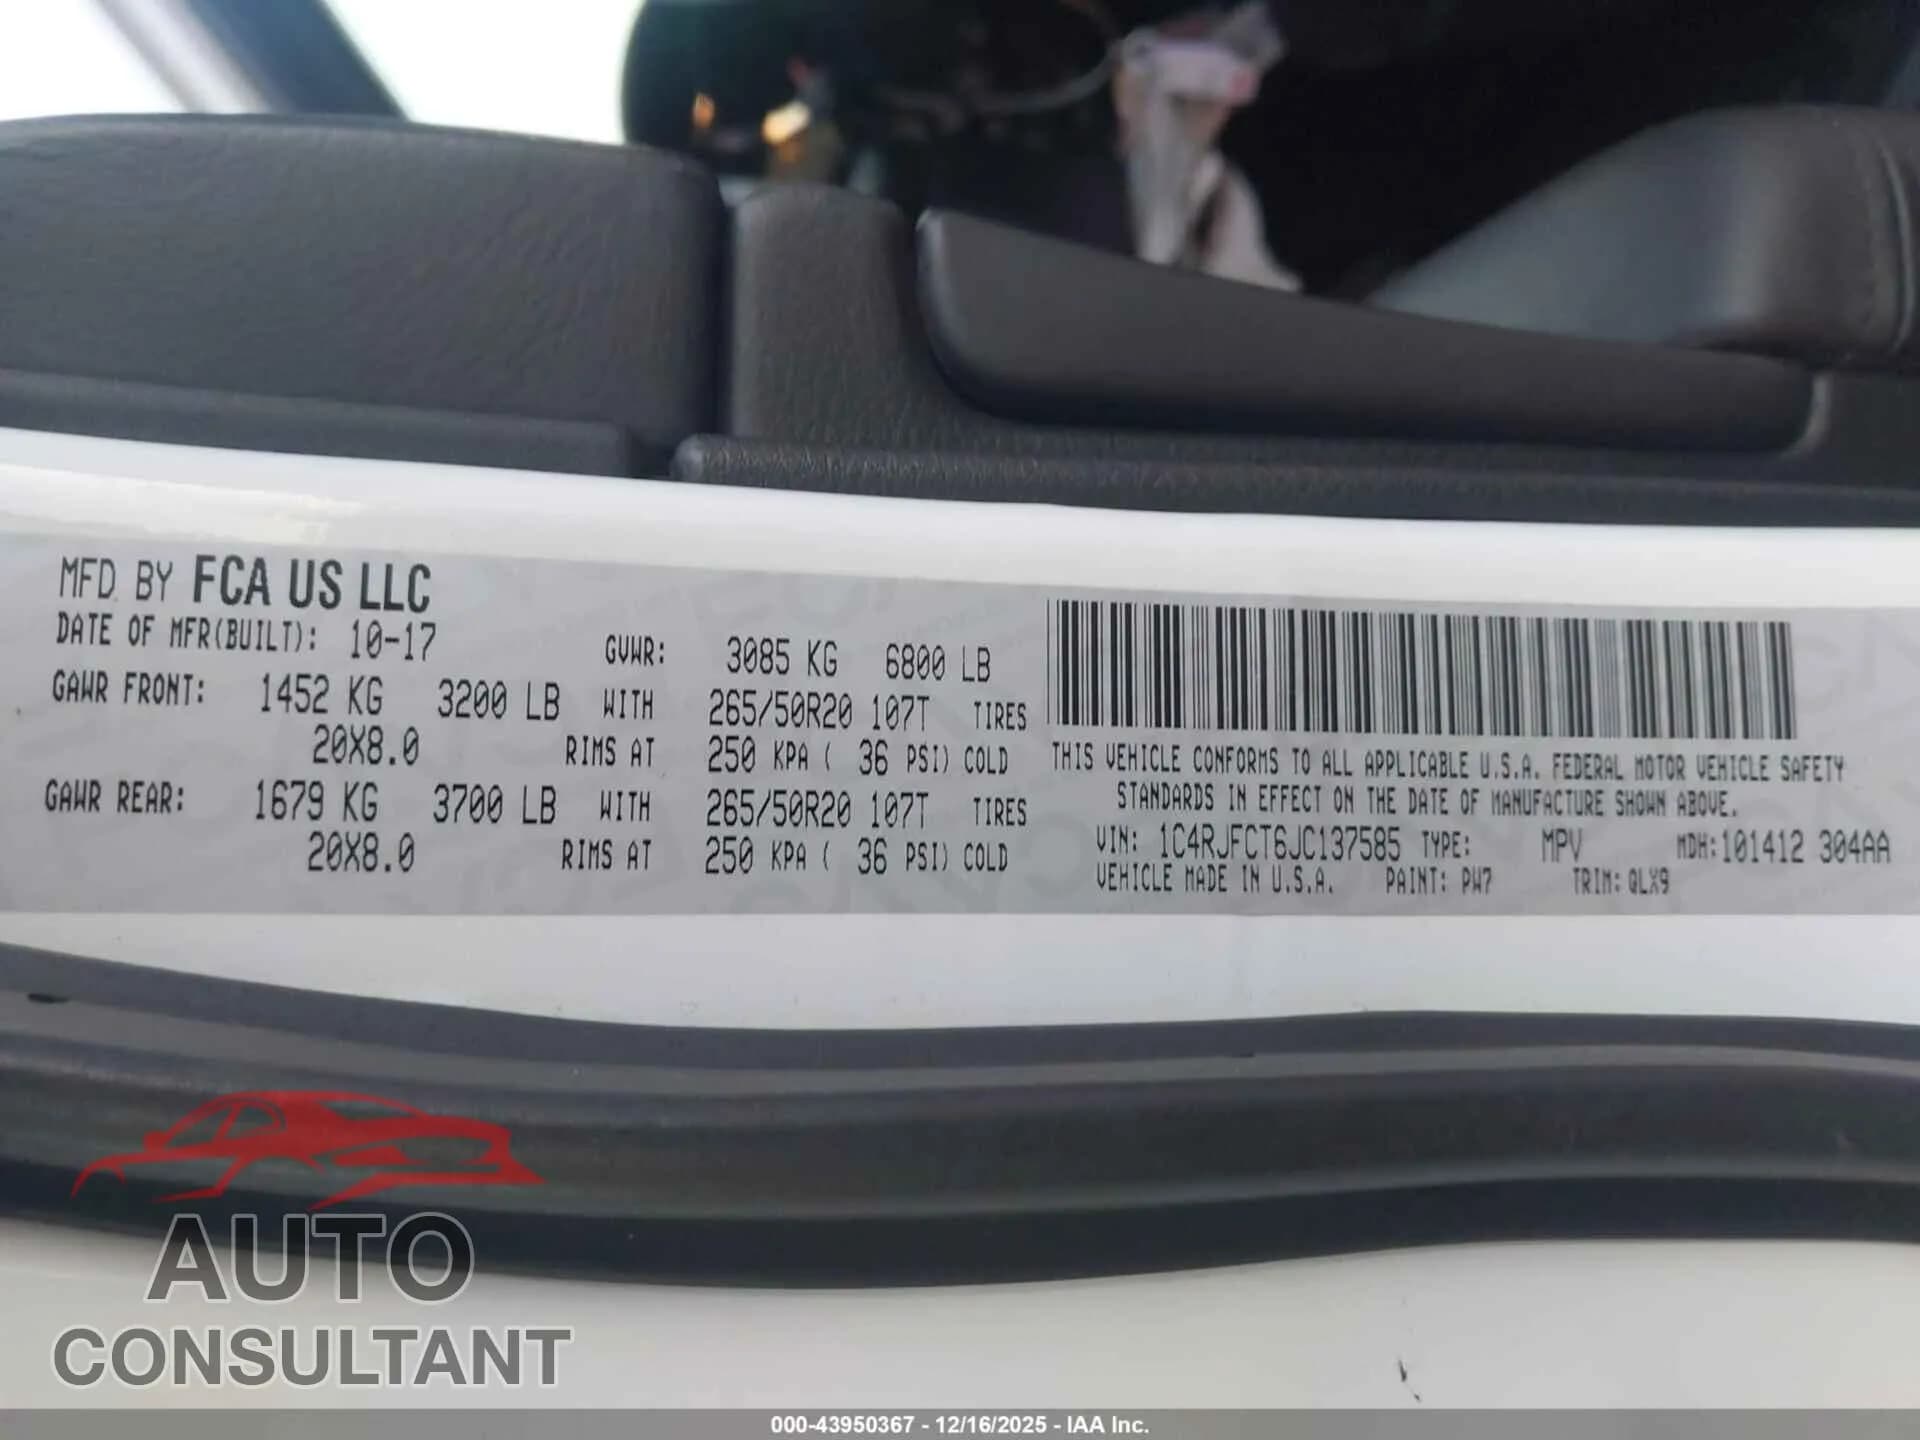 MFD BY FCA US LLC
DATE OF MFR(BUILT): 10-17
GVWR: 3085 KG 6800 LB
GAWR FRONT: 1452 KG 3200 LB WITH 265/50R20 107T TIRES
20X8.0 RIMS AT 250 KPA ( 36 PSI) COLD
GAWR REAR: 1679 KG 3700 LB WITH 265/50R20 107T TIRES
20X8.0 RIMS AT 250 KPA ( 36 PSI) COLD
THIS VEHICLE CONFORMS TO ALL APPLICABLE U.S.A. FEDERAL MOTOR VEHICLE SAFETY
STANDARDS IN EFFECT ON THE DATE OF MANUFACTURE SHOWN ABOVE.
VIN: 1C4RJFCT6JC137585 TYPE: MPV MDH:101412 304AA
VEHICLE MADE IN U.S.A. PAINT: PW7 TRIM: QLX9
AUTO
CONSULTANT
000-43950367 - 12/16/2025 - IAA Inc.